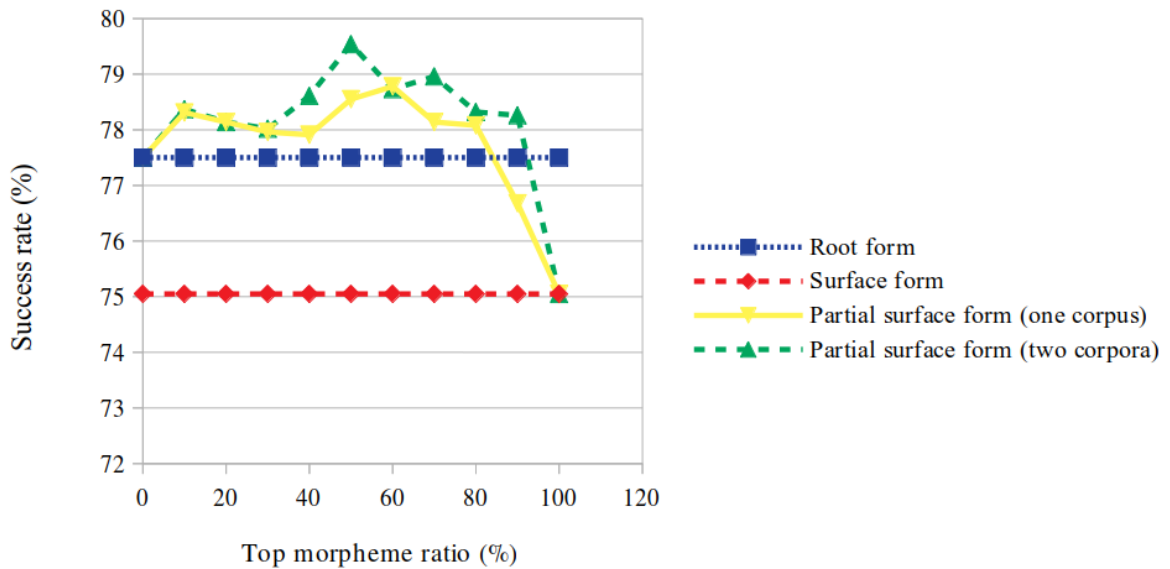 80
79
78
77
76
75
74
73
72
Success rate (%)
0 20 40 60 80 100 120
Top morpheme ratio (%)
Root form
Surface form
Partial surface form (one corpus)
Partial surface form (two corpora)